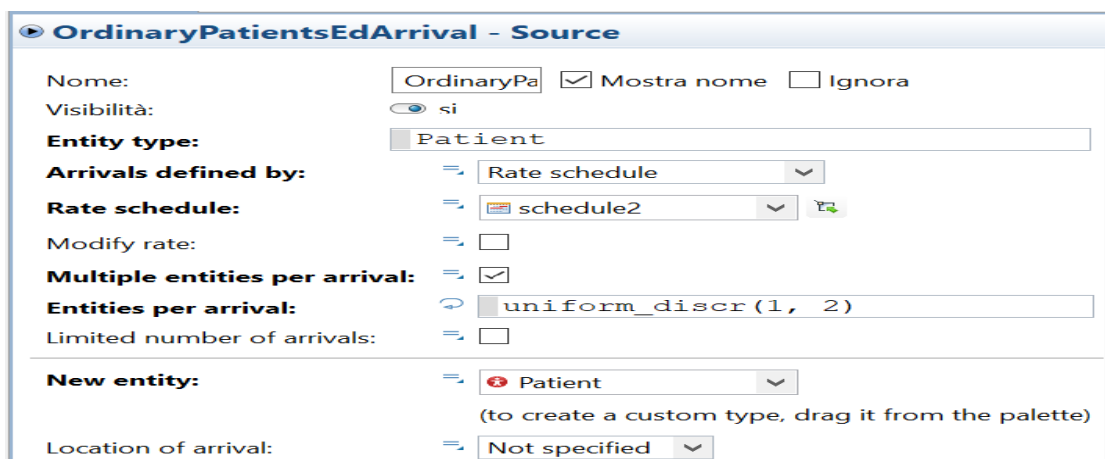 OrdinaryPatientsEdArrival - Source
Nome: OrdinaryPa Mostra nome Ignora
Visibilità: si
Entity type: Patient
Arrivals defined by: Rate schedule
Rate schedule: schedule2
Modify rate:
Multiple entities per arrival:
Entities per arrival: uniform_discr(1, 2)
Limited number of arrivals:
New entity: Patient
(to create a custom type, drag it from the palette)
Location of arrival: Not specified